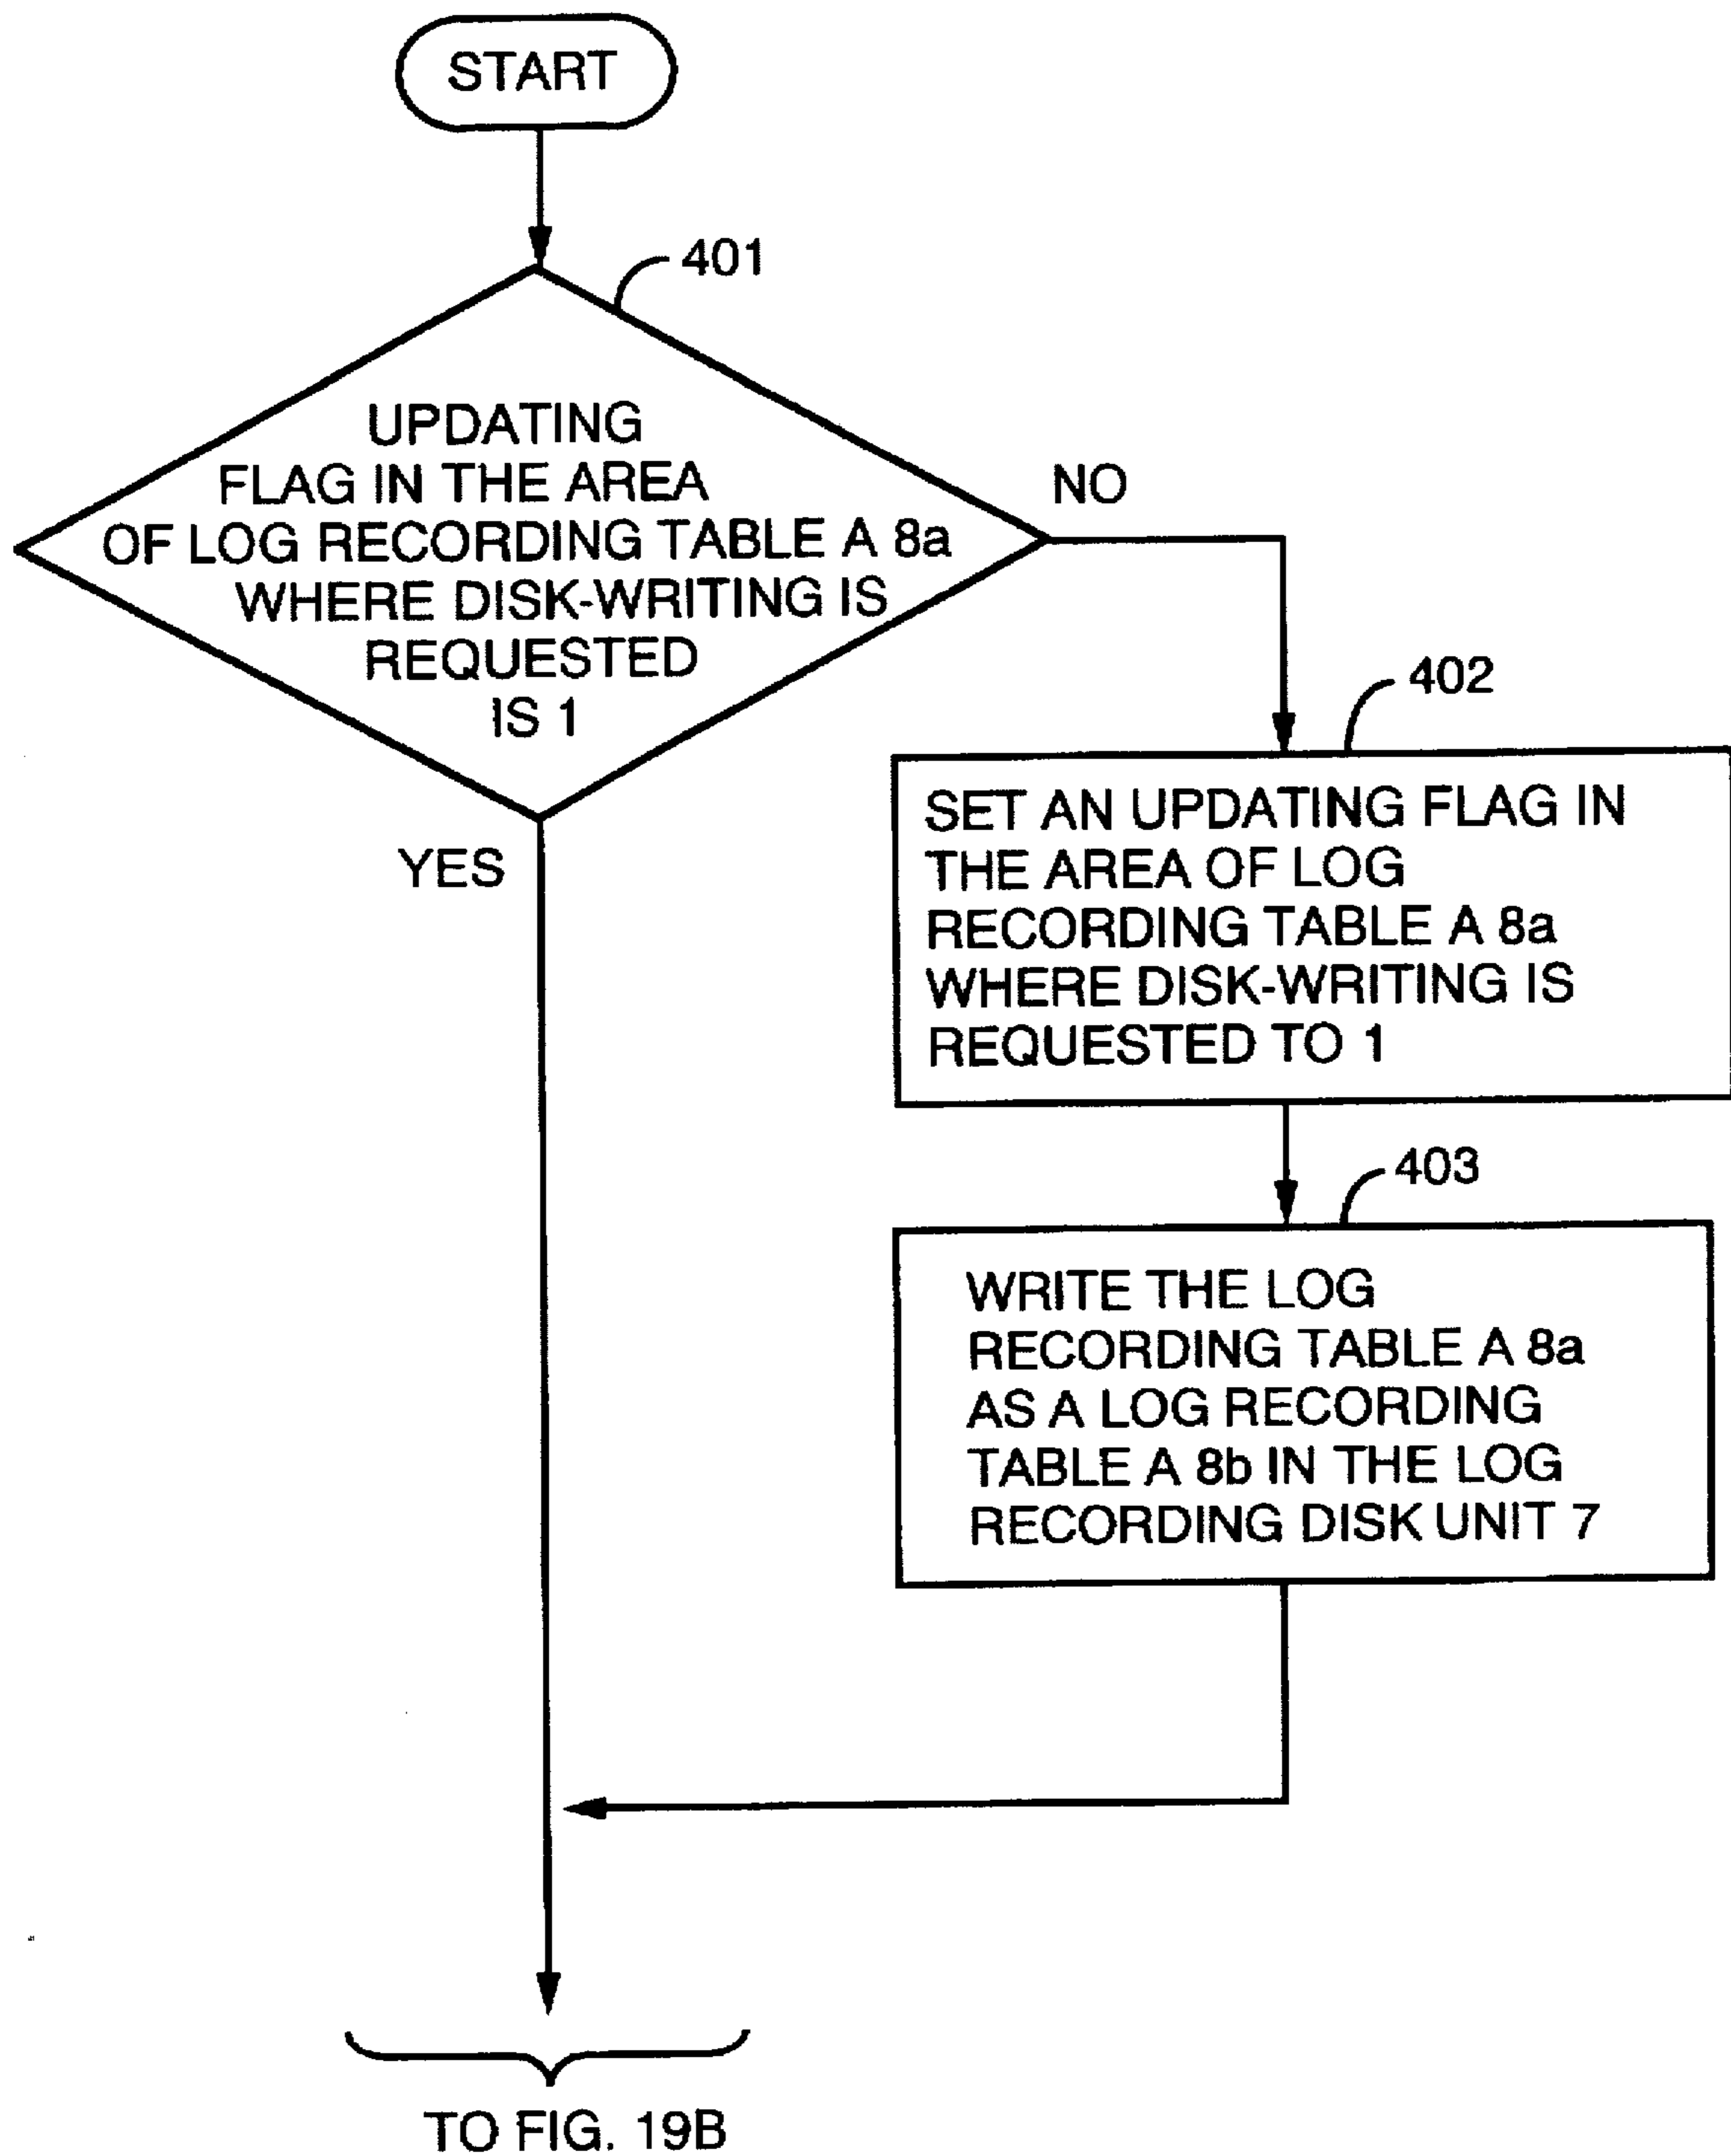 START
401
UPDATING
FLAG IN THE AREA
OF LOG RECORDING TABLE A 8a
WHERE DISK-WRITING IS
REQUESTED
IS 1
NO
YES
402
SET AN UPDATING FLAG IN
THE AREA OF LOG
RECORDING TABLE A 8a
WHERE DISK-WRITING IS
REQUESTED TO 1
403
WRITE THE LOG
RECORDING TABLE A 8a
AS A LOG RECORDING
TABLE A 8b IN THE LOG
RECORDING DISK UNIT 7
TO FIG. 19B